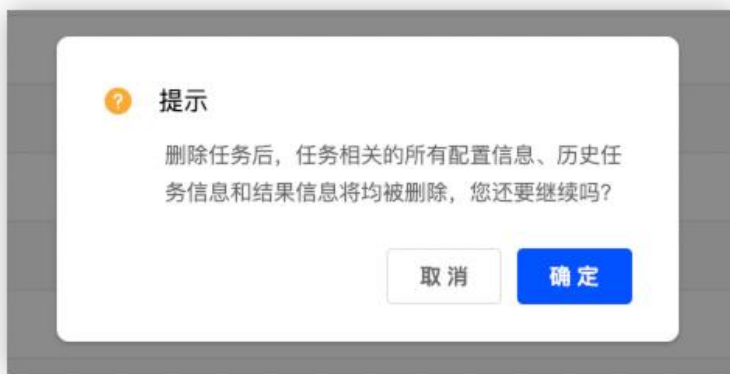 提示
删除任务后，任务相关的所有配置信息、历史任
务信息和结果信息将均被删除，您还要继续吗?
取消
确定